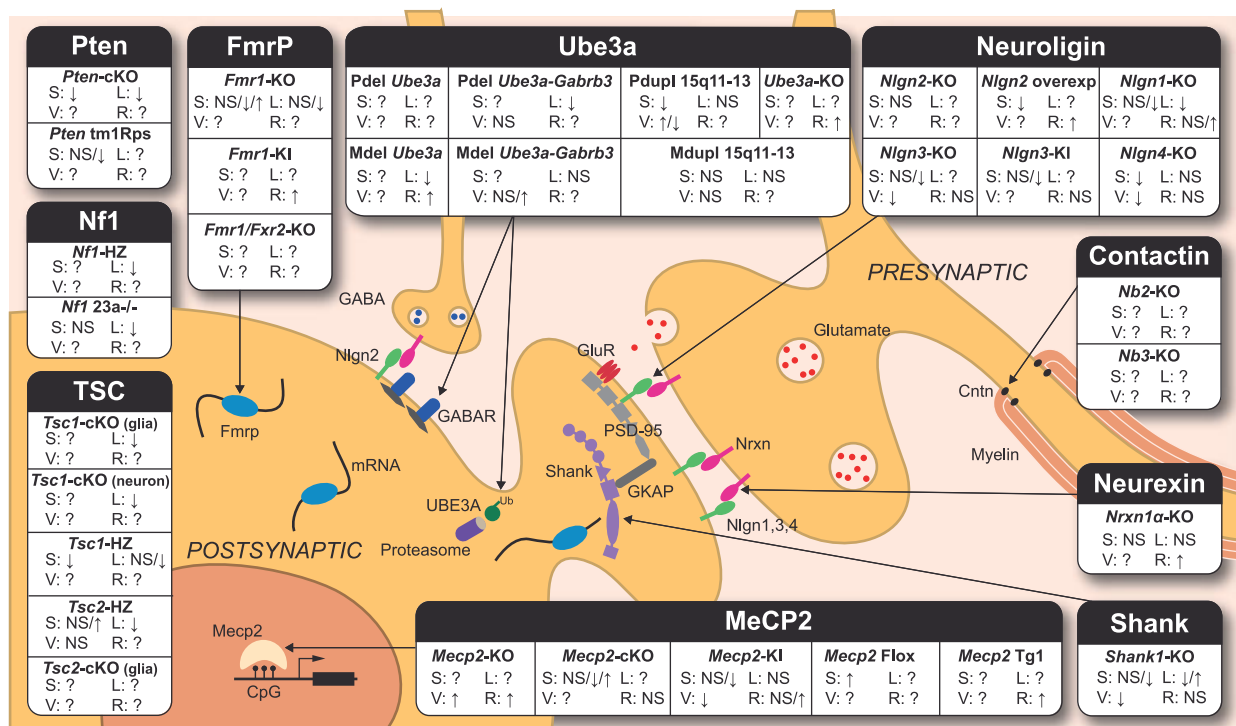 Pten
Pten-cKO
S: ↓ L: ↓
V: ? R: ?
Pten tm1Rps
S: NS/↓ L: ?
V: ? R: ?
FmrP
Fmr1-KO
S: NS/↓/↑ L: NS/↓
V: ? R: ?
Fmr1-KI
S: ? L: ?
V: ? R: ↑
Fmr1/Fxr2-KO
S: ? L: ?
V: ? R: ?
Ube3a
Pdel Ube3a
S: ? L: ?
V: ? R: ?
Pdel Ube3a-Gabrb3
S: ? L: ↓
V: NS R: ?
Pdupl 15q11-13
S: ↓ L: NS
V: ↑/↓ R: ?
Ube3a-KO
S: ? L: ?
V: ? R: ↑
Mdel Ube3a
S: ? L: ↓
V: ? R: ↑
Mdel Ube3a-Gabrb3
S: ? L: NS
V: NS/↑ R: ?
Mdupl 15q11-13
S: NS L: NS
V: NS R: ?
Neuroligin
Nlgn2-KO
S: NS L: ?
V: ? R: ?
Nlgn2 overexp
S: ↓ L: ?
V: ? R: ↑
Nlgn1-KO
S: NS/↓ L: ↓
V: ? R: NS/↑
Nlgn3-KO
S: NS/↓ L: ?
V: ↓ R: NS
Nlgn3-KI
S: NS/↓ L: ?
V: ? R: NS
Nlgn4-KO
S: ↓ L: NS
V: ↓ R: NS
Nf1
Nf1-HZ
S: ? L: ↓
V: ? R: ?
Nf1 23a-/-
S: NS L: ↓
V: ? R: ?
TSC
Tsc1-cKO (glia)
S: ? L: ↓
V: ? R: ?
Tsc1-cKO (neuron)
S: ? L: ↓
V: ? R: ?
Tsc1-HZ
S: ↓ L: NS/↓
V: ? R: ?
Tsc2-HZ
S: NS/↑ L: ↓
V: NS R: ?
Tsc2-cKO (glia)
S: ? L: ?
V: ? R: ?
Contactin
Nb2-KO
S: ? L: ?
V: ? R: ?
Nb3-KO
S: ? L: ?
V: ? R: ?
Neurexin
Nrxn1α-KO
S: NS L: NS
V: ? R: ↑
Shank
Shank1-KO
S: NS/↓ L: ↓/↑
V: ↓ R: NS
MeCP2
Mecp2-KO
S: ? L: ?
V: ↑ R: ↑
Mecp2-cKO
S: NS/↓/↑ L: ?
V: ? R: NS
Mecp2-KI
S: NS/↓ L: NS
V: ↓ R: NS/↑
Mecp2 Flox
S: ↑ L: ?
V: ? R: ?
Mecp2 Tg1
S: ? L: ?
V: ? R: ↑
PRESYNAPTIC
GABA
Nlgn2
GABAR
GluR
Glutamate
PSD-95
Shank
GKAP
Nrxn
Nlgn1,3,4
Cntn
Myelin
Fmrp
mRNA
UBE3A
Ub
Proteasome
POSTSYNAPTIC
Mecp2
CpG